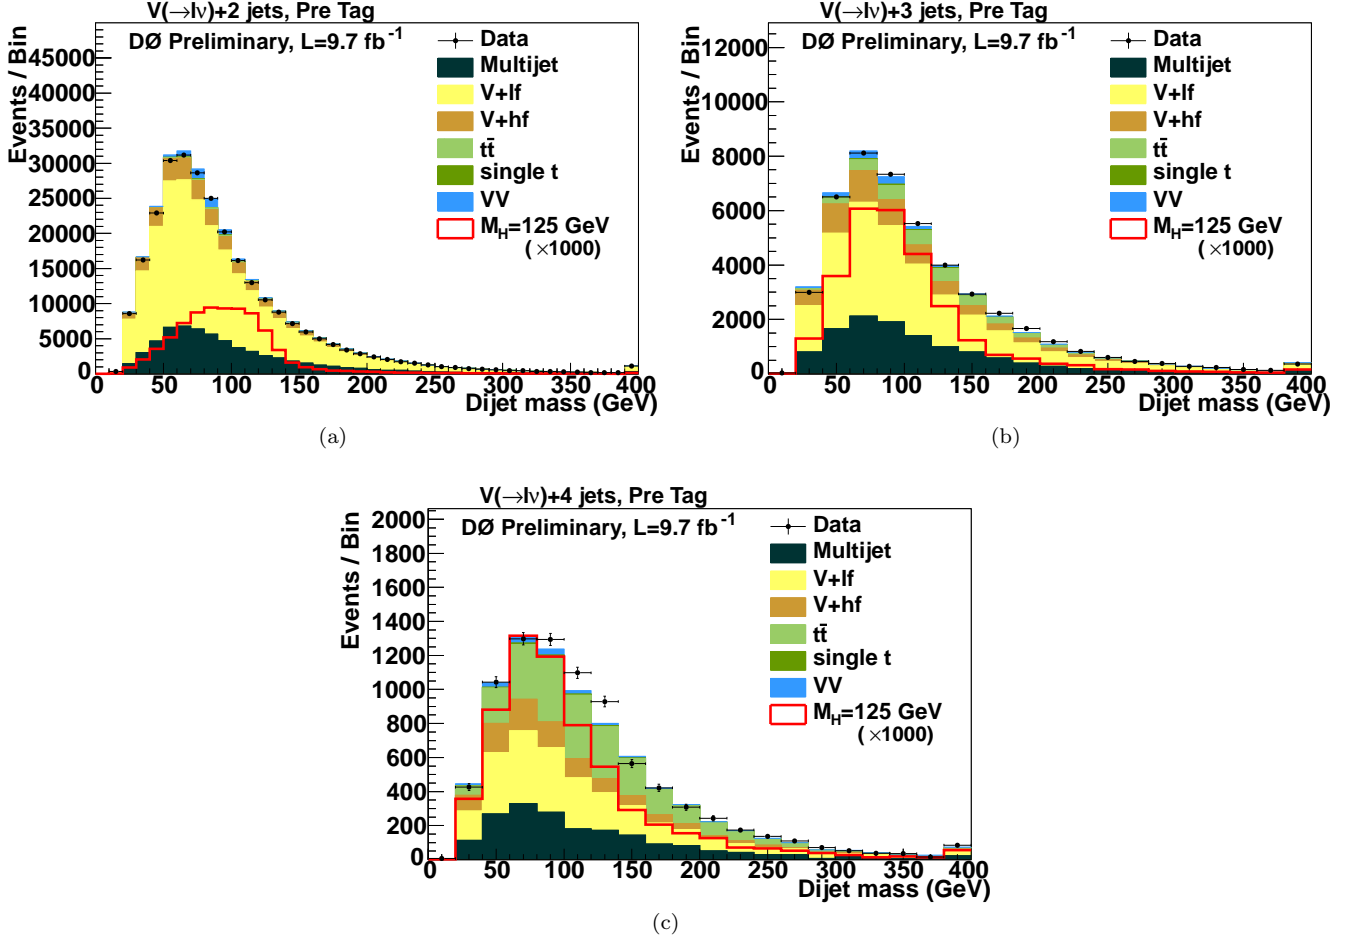 V(→lν)+2 jets, Pre Tag
DØ Preliminary, L=9.7 fb⁻¹
Events / Bin
45000
40000
35000
30000
25000
20000
15000
10000
5000
0
0 50 100 150 200 250 300 350 400
Dijet mass (GeV)
Data
Multijet
V+lf
V+hf
tt̄
single t
VV
M_H=125 GeV
(×1000)
(a)
V(→lν)+3 jets, Pre Tag
DØ Preliminary, L=9.7 fb⁻¹
Events / Bin
12000
10000
8000
6000
4000
2000
0
0 50 100 150 200 250 300 350 400
Dijet mass (GeV)
Data
Multijet
V+lf
V+hf
tt̄
single t
VV
M_H=125 GeV
(×1000)
(b)
V(→lν)+4 jets, Pre Tag
DØ Preliminary, L=9.7 fb⁻¹
Events / Bin
2000
1800
1600
1400
1200
1000
800
600
400
200
0
0 50 100 150 200 250 300 350 400
Dijet mass (GeV)
Data
Multijet
V+lf
V+hf
tt̄
single t
VV
M_H=125 GeV
(×1000)
(c)